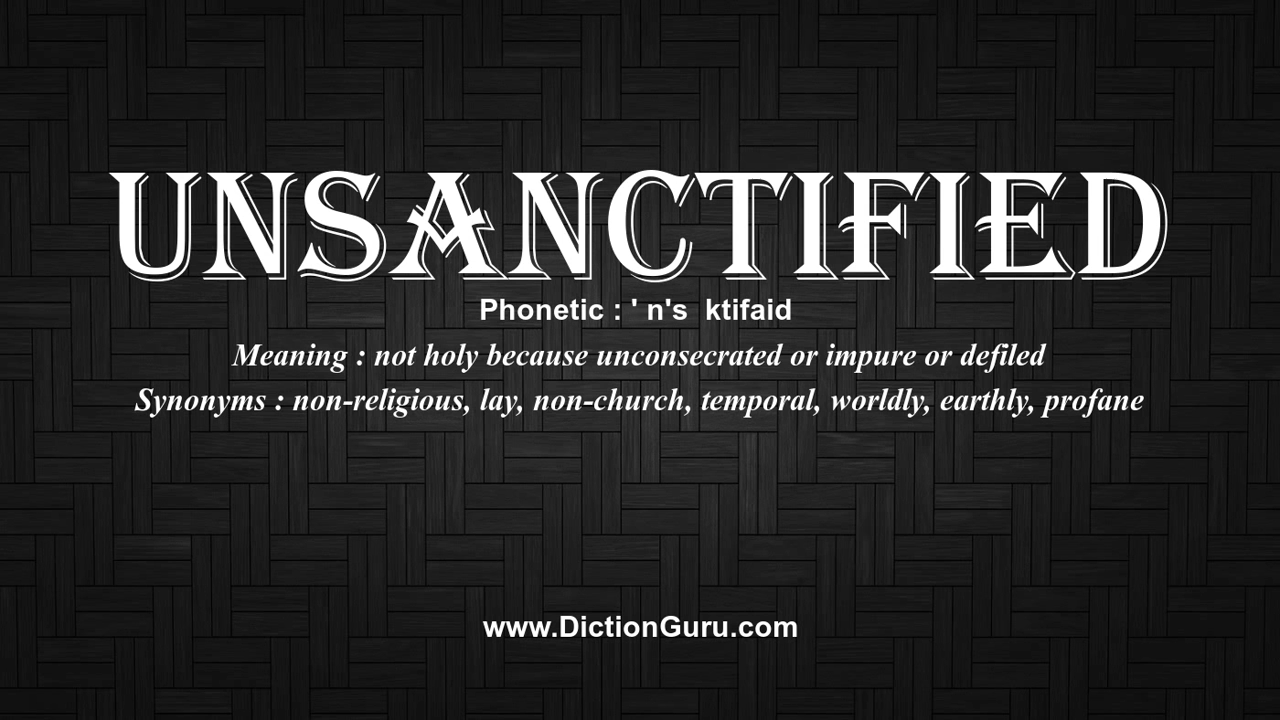 UNSANCTIFIED
Phonetic : ' n's  ktifaid
Meaning : not holy because unconsecrated or impure or defiled
Synonyms : non-religious, lay, non-church, temporal, worldly, earthly, profane
www.DictionGuru.com